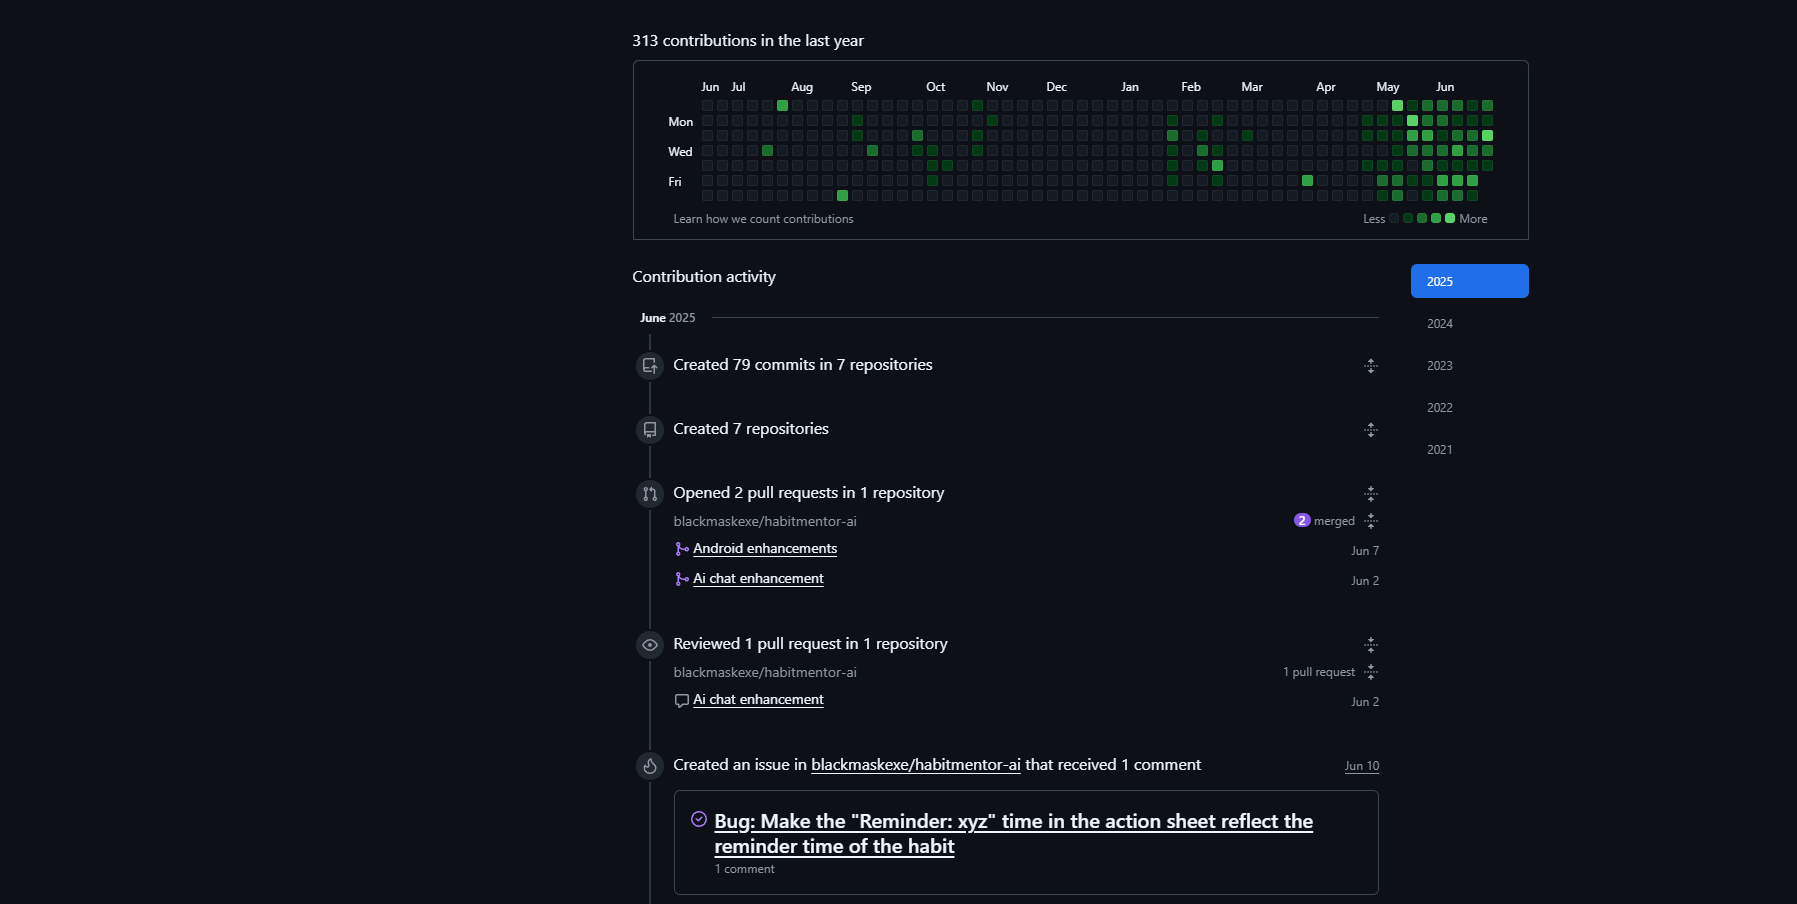 313 contributions in the last year
Jun Jul Aug Sep Oct Nov Dec Jan Feb Mar Apr May Jun
Mon
Wed
Fri
Learn how we count contributions
Less More
Contribution activity
2025
2024
2023
2022
2021
June 2025
Created 79 commits in 7 repositories
Created 7 repositories
Opened 2 pull requests in 1 repository
blackmaskexe/habitmentor-ai 2 merged
Android enhancements Jun 7
Ai chat enhancement Jun 2
Reviewed 1 pull request in 1 repository
blackmaskexe/habitmentor-ai 1 pull request
Ai chat enhancement Jun 2
Created an issue in blackmaskexe/habitmentor-ai that received 1 comment Jun 10
Bug: Make the "Reminder: xyz" time in the action sheet reflect the
reminder time of the habit
1 comment